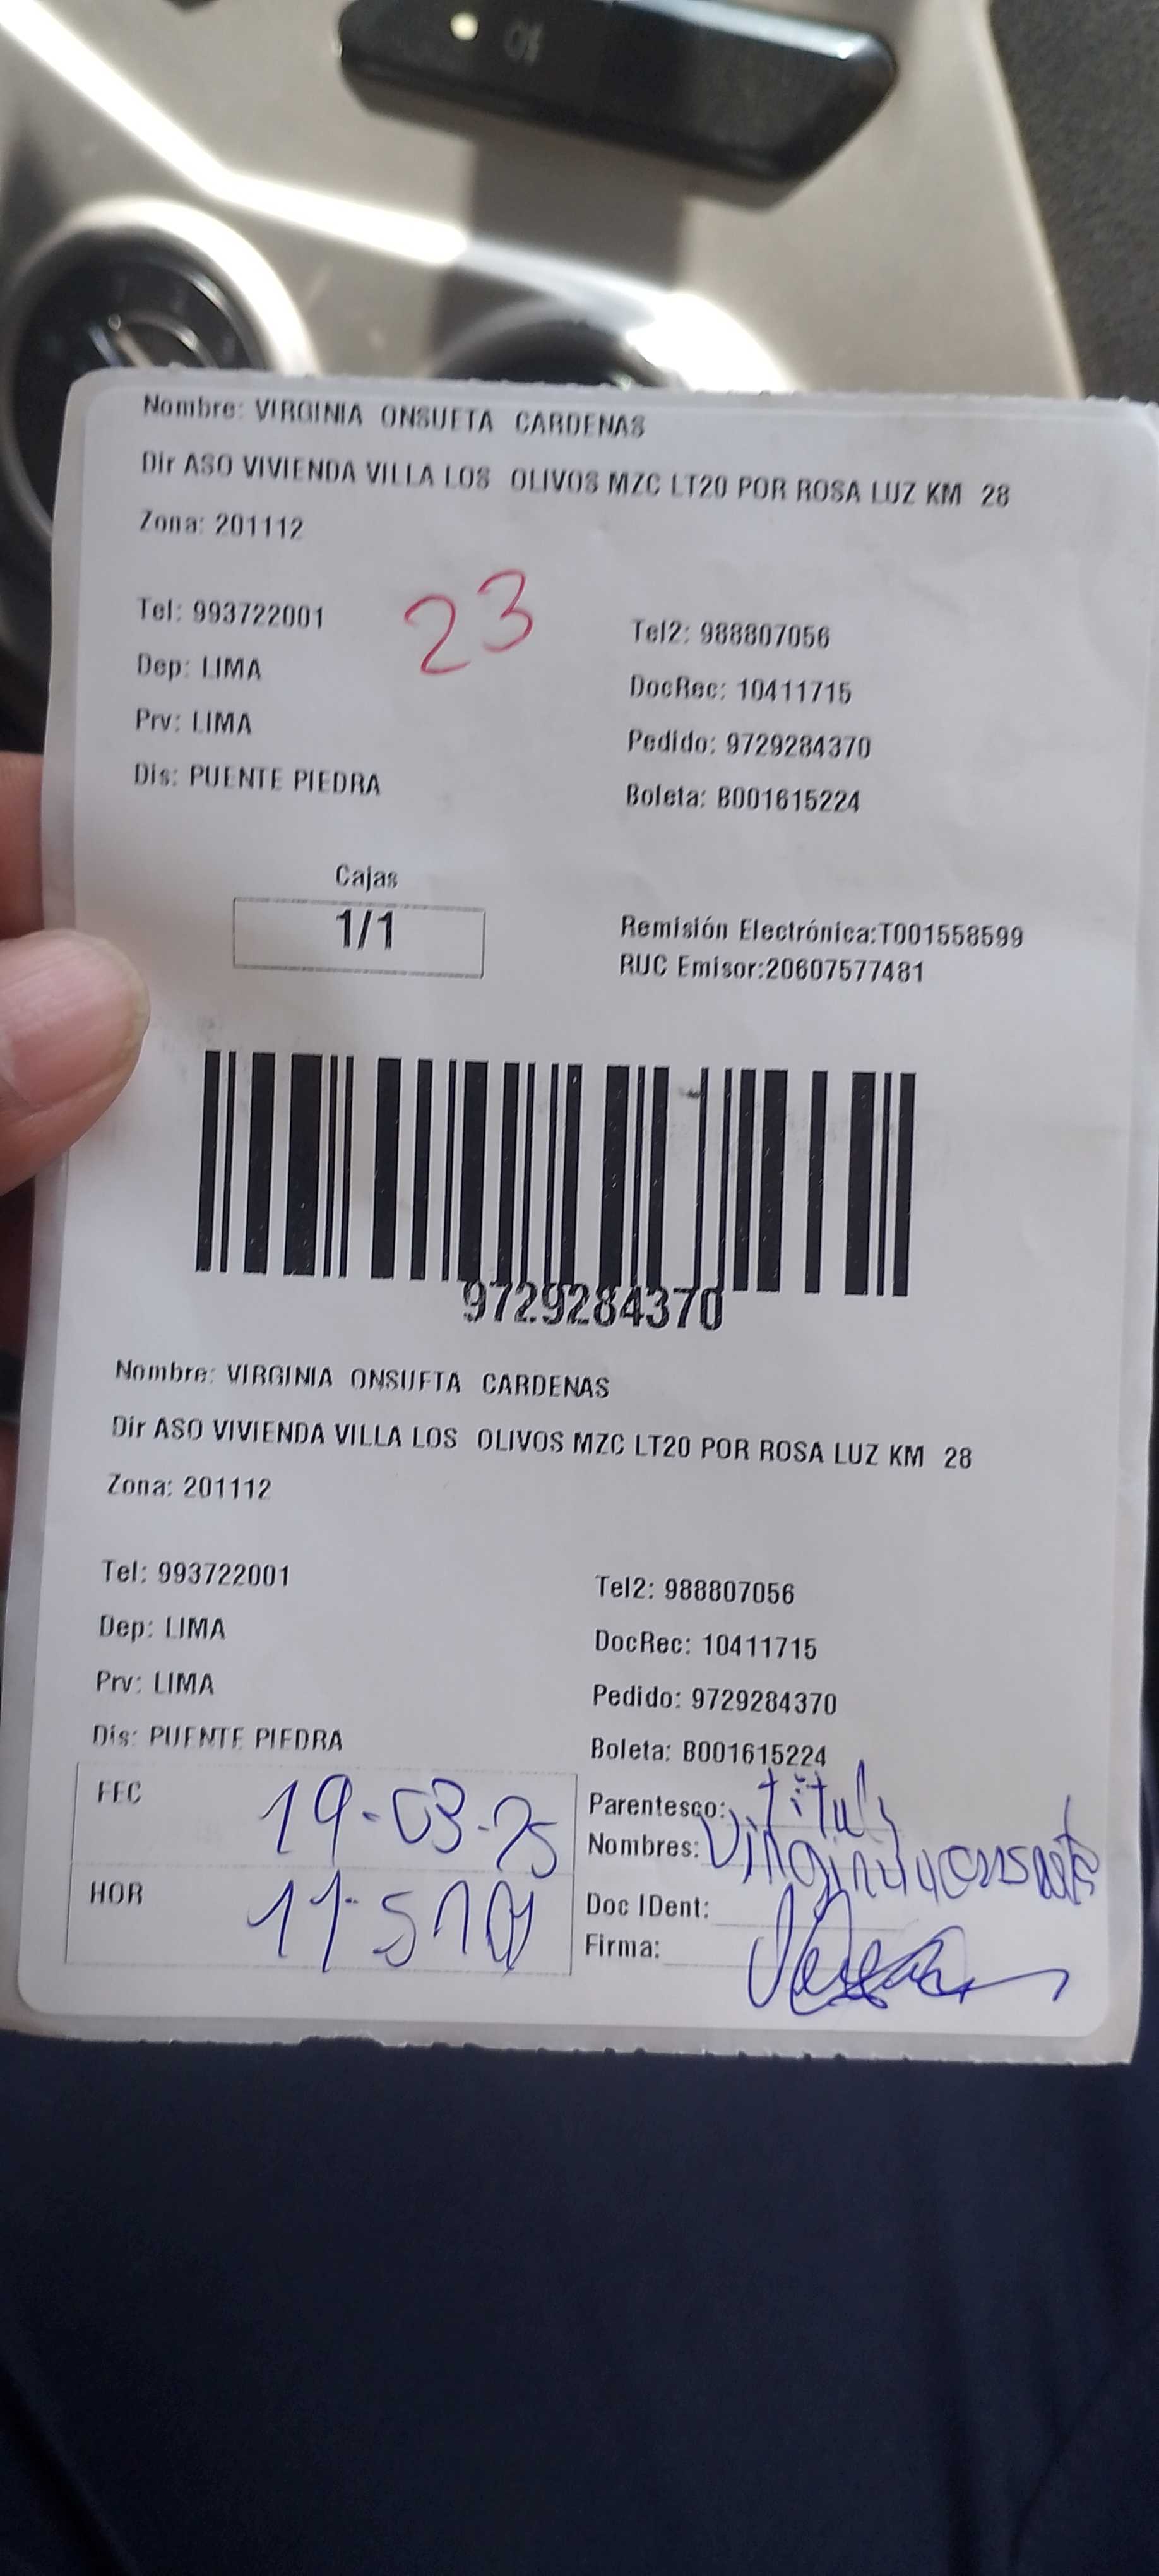 OFF
Nombre: VIRGINIA ONSUETA CARDENAS
Dir ASO VIVIENDA VILLA LOS OLIVOS MZC LT20 POR ROSA LUZ KM 28
Zona: 201112
23
Tel: 993722001
Tel2: 988807056
Dep: LIMA
DocRec: 10411715
Prv: LIMA
Pedido: 9729284370
Dis: PUENTE PIEDRA
Boleta: B001615224
Cajas
1/1
Remisión Electrónica:T001558599
RUC Emisor:20607577481
9729284370
Nombre: VIRGINIA ONSUETA CARDENAS
Dir ASO VIVIENDA VILLA LOS OLIVOS MZC LT20 POR ROSA LUZ KM 28
Zona: 201112
Tel: 993722001
Tel2: 988807056
Dep: LIMA
DocRec: 10411715
Prv: LIMA
Pedido: 9729284370
Dis: PUENTE PIEDRA
Boleta: B001615224
FEC 19-03-25
Parentesco:
Nombres:
HOR
Doc IDent:
Firma: